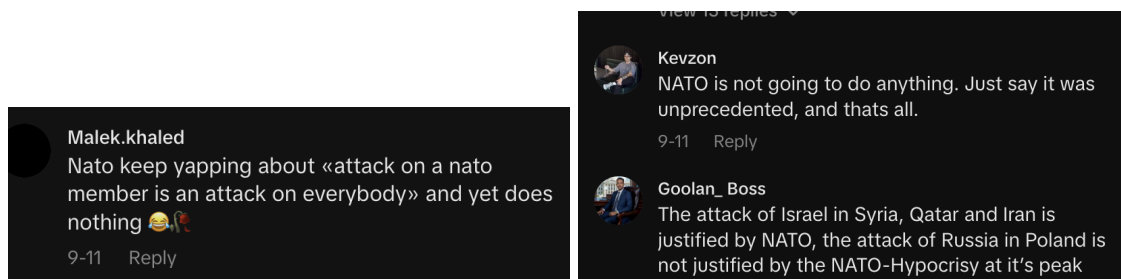 Malek.khaled
Nato keep yapping about «attack on a nato
member is an attack on everybody» and yet does
nothing 😂🥀
9-11 Reply
View 13 replies
Kevzon
NATO is not going to do anything. Just say it was
unprecedented, and thats all.
9-11 Reply
Goolan_ Boss
The attack of Israel in Syria, Qatar and Iran is
justified by NATO, the attack of Russia in Poland is
not justified by the NATO-Hypocrisy at it’s peak